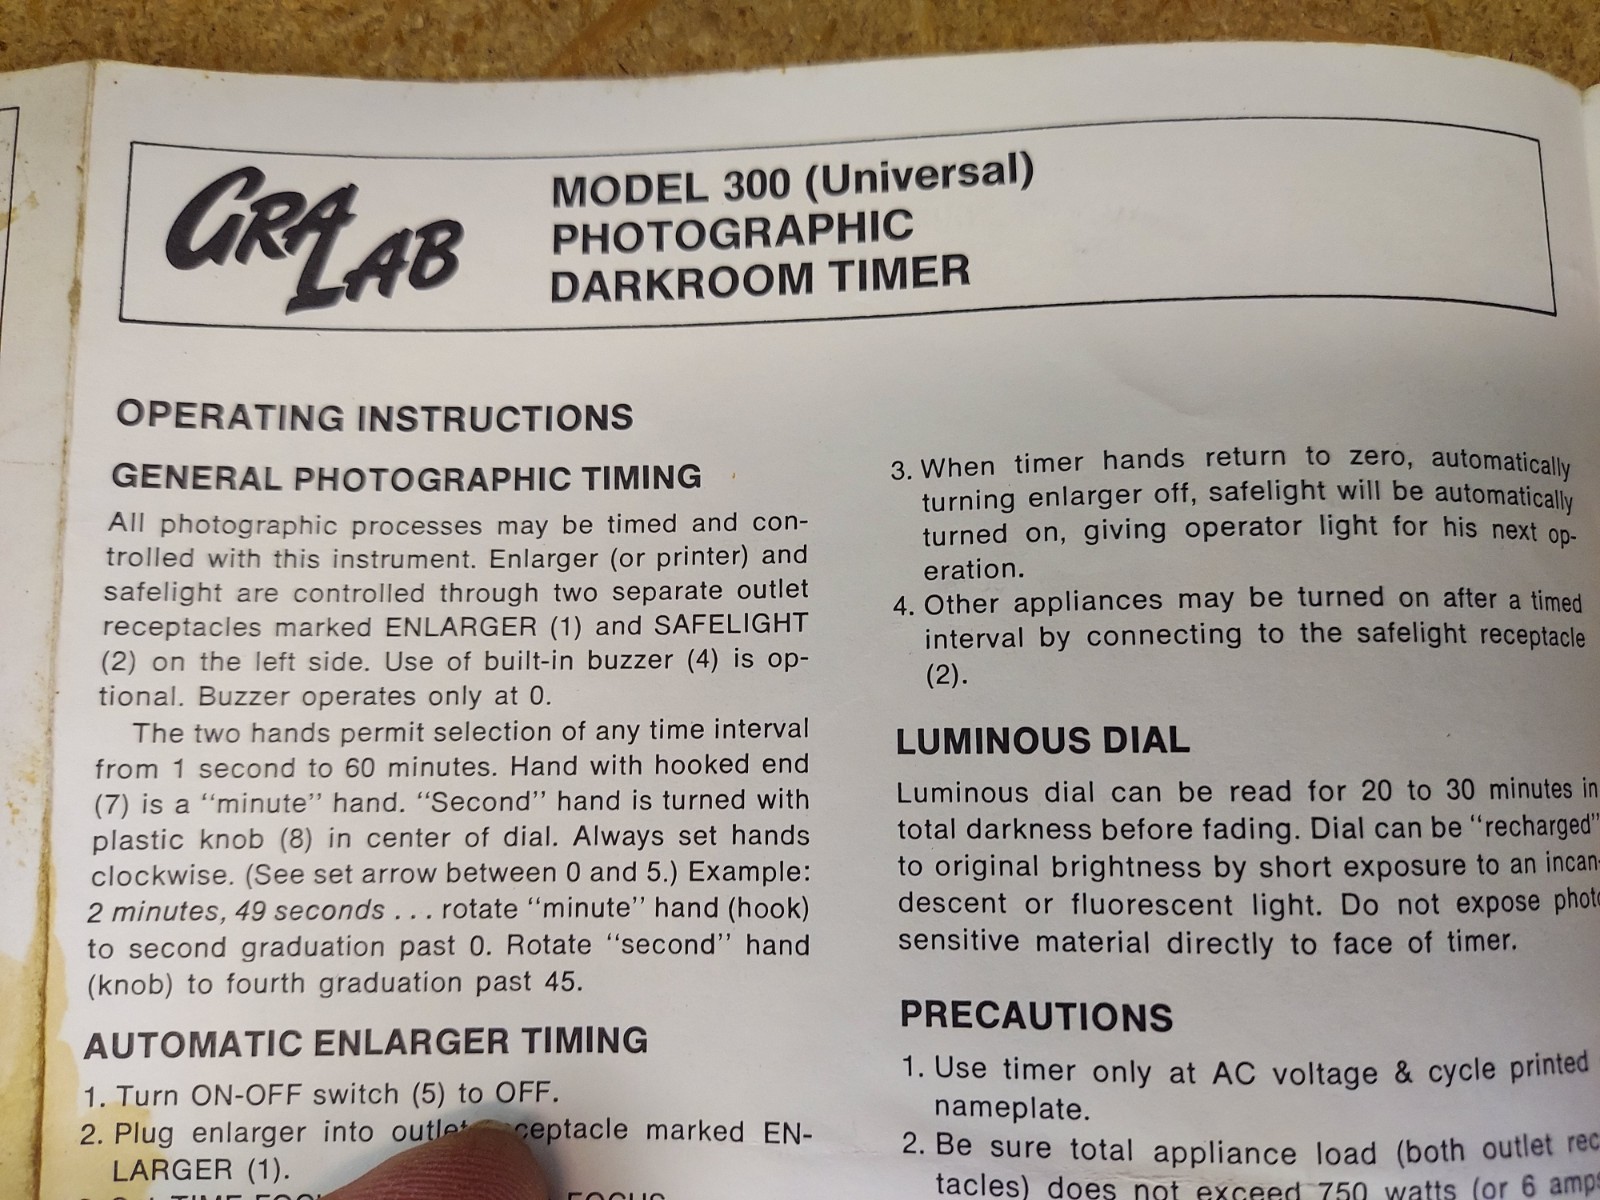 GRALAB
MODEL 300 (Universal)
PHOTOGRAPHIC
DARKROOM TIMER
OPERATING INSTRUCTIONS
GENERAL PHOTOGRAPHIC TIMING
All photographic processes may be timed and con-
trolled with this instrument. Enlarger (or printer) and
safelight are controlled through two separate outlet
receptacles marked ENLARGER (1) and SAFELIGHT
(2) on the left side. Use of built-in buzzer (4) is op-
tional. Buzzer operates only at 0.
The two hands permit selection of any time interval
from 1 second to 60 minutes. Hand with hooked end
(7) is a “minute” hand. “Second” hand is turned with
plastic knob (8) in center of dial. Always set hands
clockwise. (See set arrow between 0 and 5.) Example:
2 minutes, 49 seconds . . . rotate “minute” hand (hook)
to second graduation past 0. Rotate “second” hand
(knob) to fourth graduation past 45.
AUTOMATIC ENLARGER TIMING
1. Turn ON-OFF switch (5) to OFF.
2. Plug enlarger into outlet ceptacle marked EN-
LARGER (1).
TIME FOCUS
3. When timer hands return to zero, automatically
turning enlarger off, safelight will be automatically
turned on, giving operator light for his next op-
eration.
4. Other appliances may be turned on after a timed
interval by connecting to the safelight receptacle
(2).
LUMINOUS DIAL
Luminous dial can be read for 20 to 30 minutes in
total darkness before fading. Dial can be “recharged”
to original brightness by short exposure to an incan-
descent or fluorescent light. Do not expose photo
sensitive material directly to face of timer.
PRECAUTIONS
1. Use timer only at AC voltage & cycle printed
nameplate.
2. Be sure total appliance load (both outlet rec
tacles) does not exceed 750 watts (or 6 amps